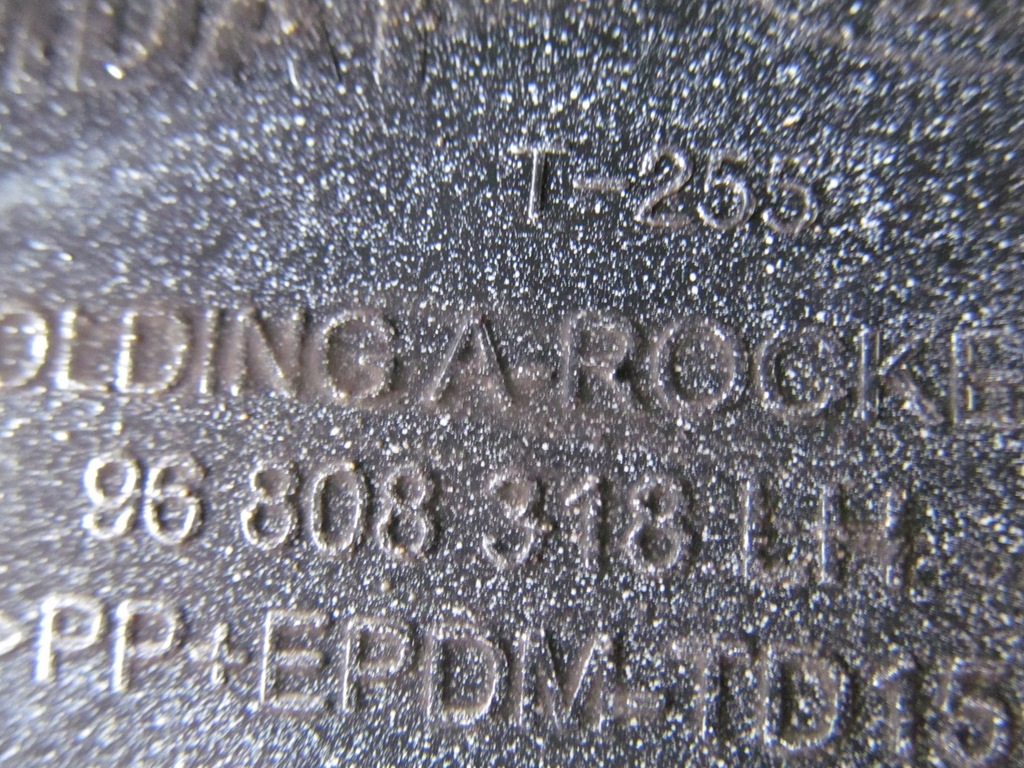 T-255
OLDING A-ROCKE
96 808 318 LH
>PP+EPDM-TD15